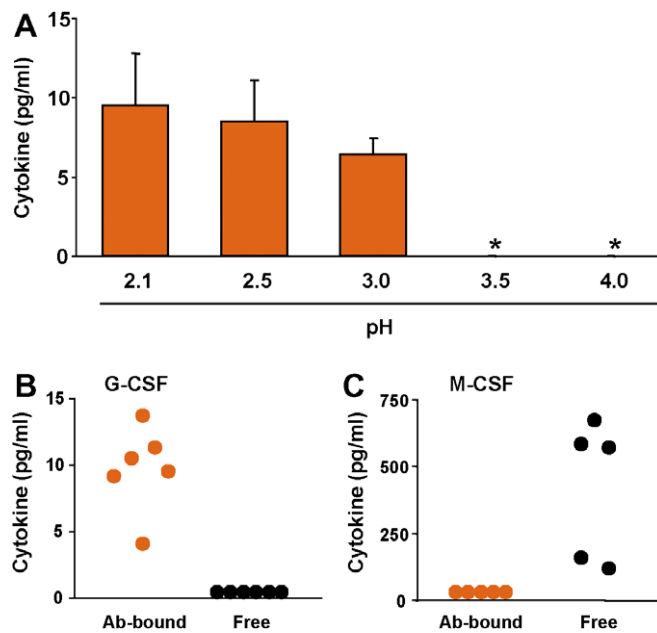 A
Cytokine (pg/ml)
15
10
5
0
* *
2.1 2.5 3.0 3.5 4.0
pH
B G-CSF
Cytokine (pg/ml)
15
10
5
0
Ab-bound Free
C M-CSF
Cytokine (pg/ml)
750
500
250
0
Ab-bound Free